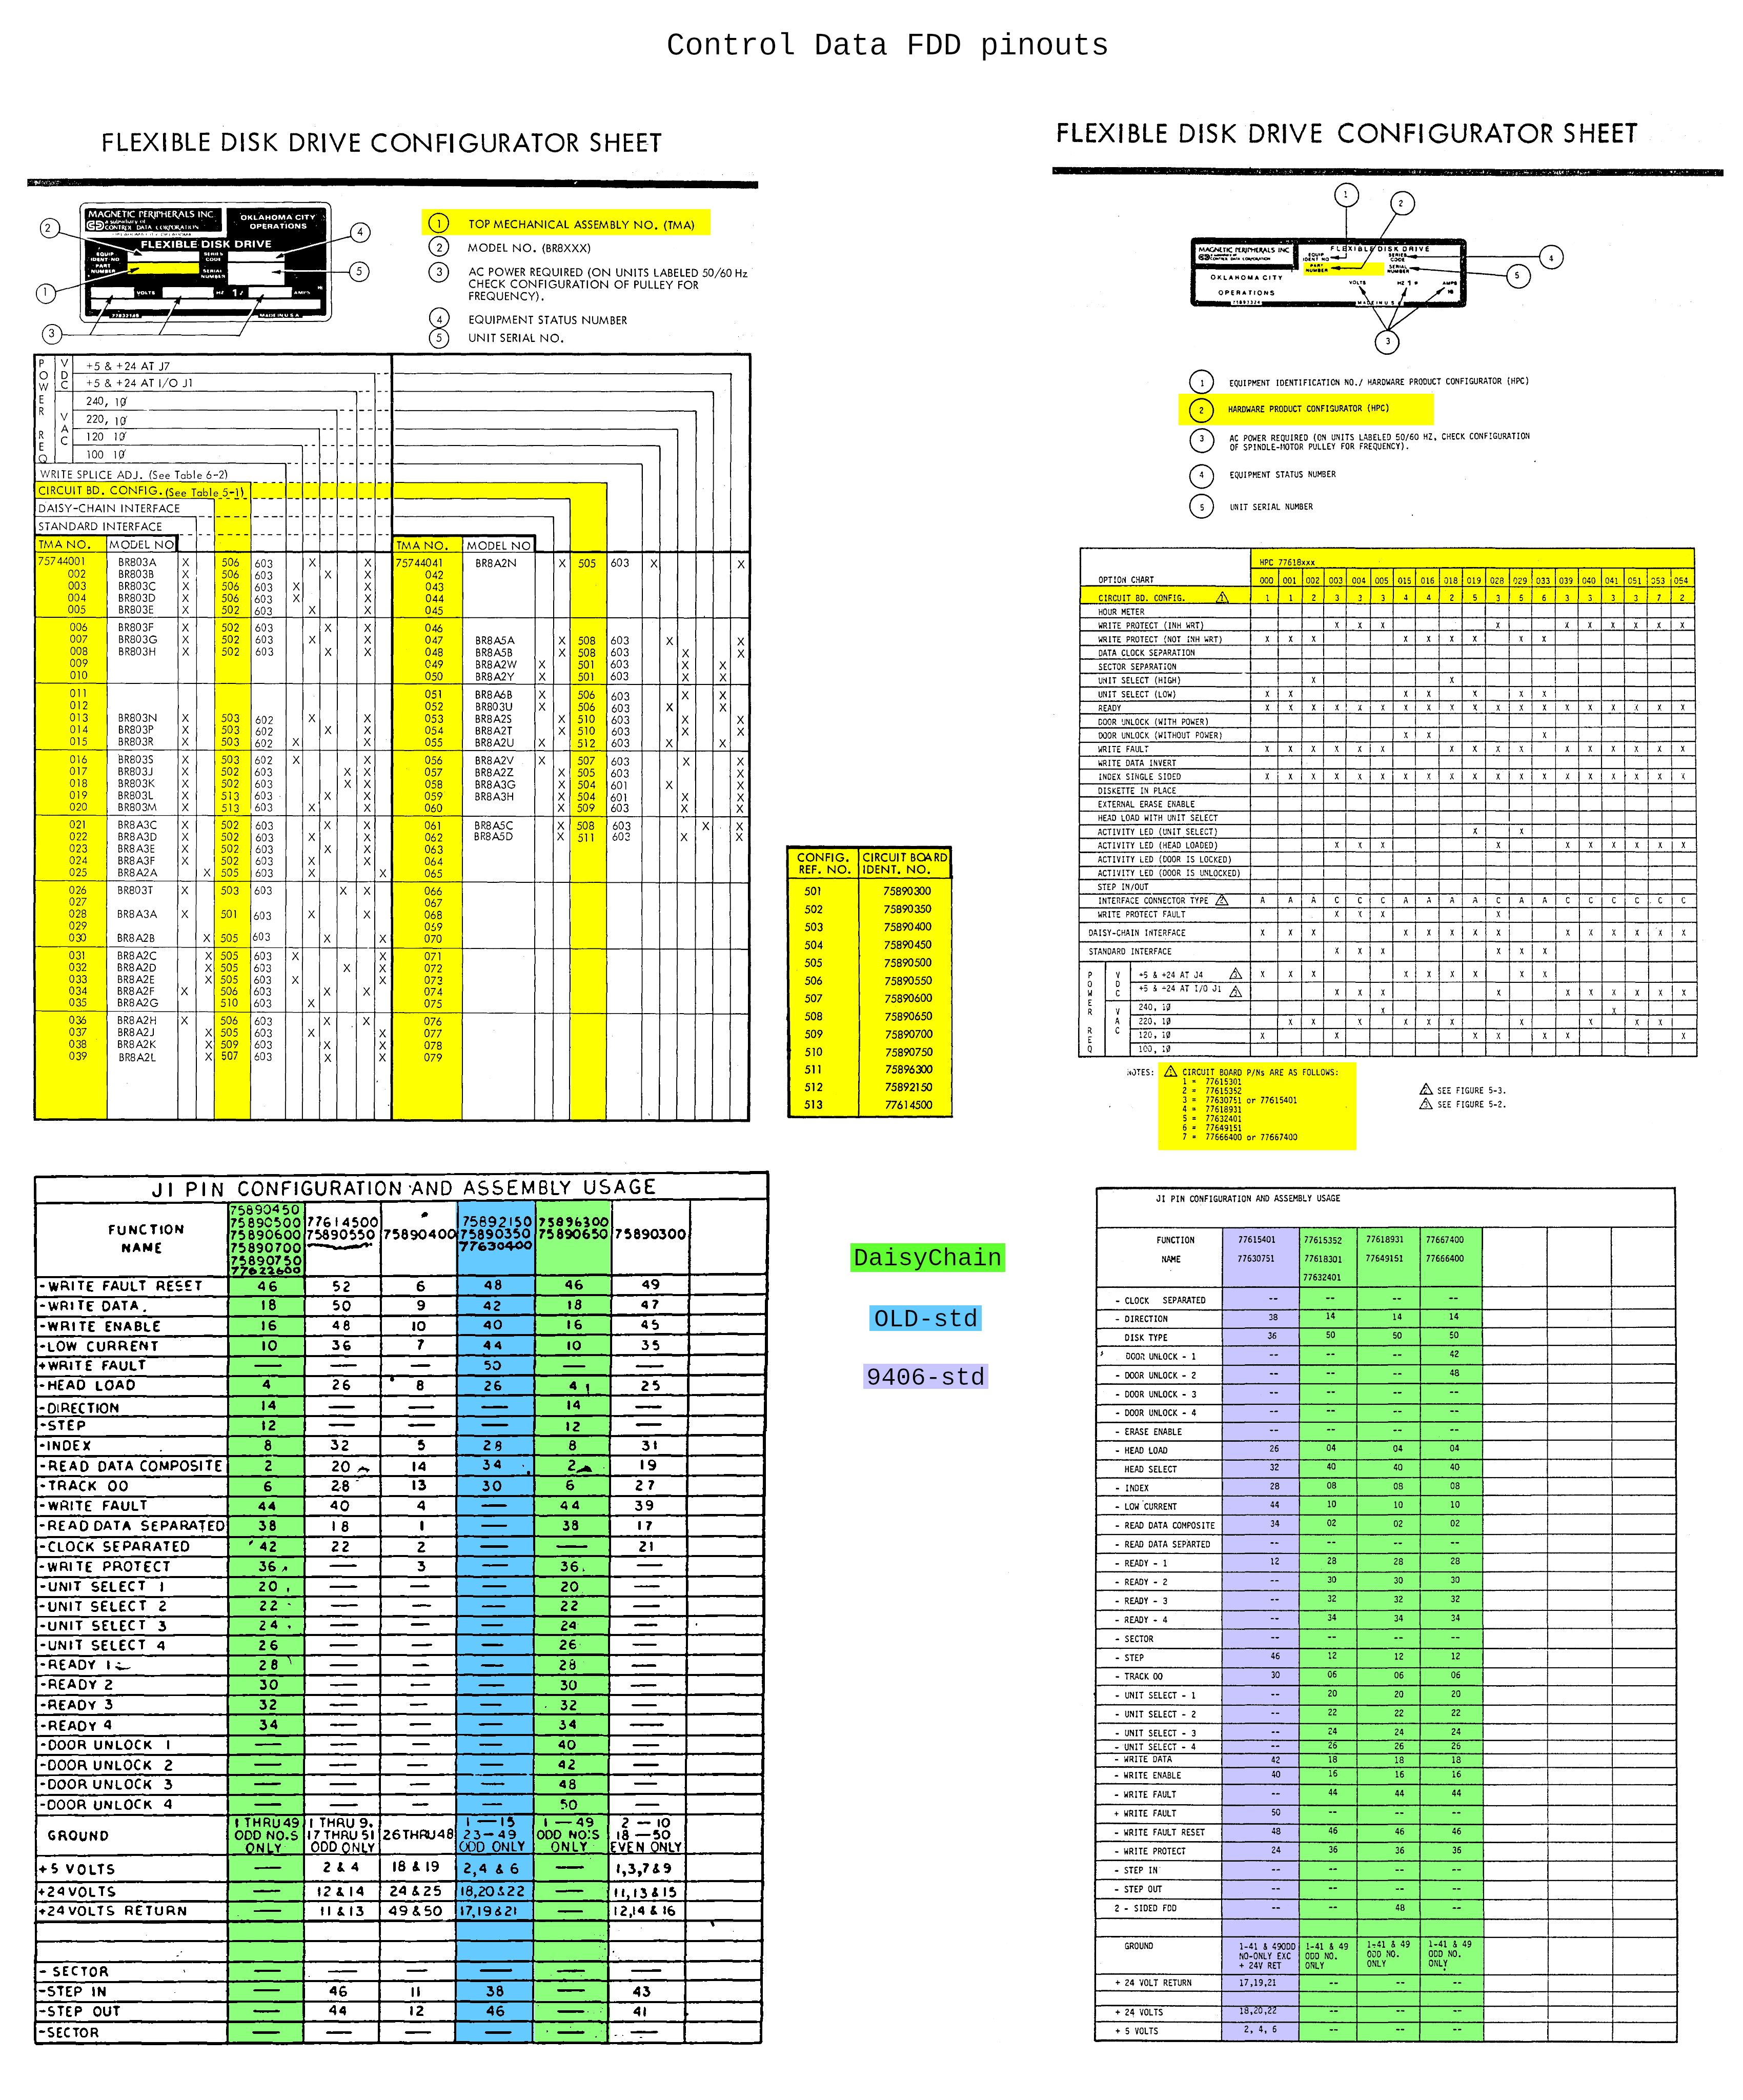 Control Data FDD pinouts
FLEXIBLE DISK DRIVE CONFIGURATOR SHEET
MAGNETIC PERIPHERALS INC.
a subsidiary of
CONTROL DATA CORPORATION
OKLAHOMA CITY
OPERATIONS
FLEXIBLE DISK DRIVE
EQUIP IDENT NO
SERIES CODE
PART NUMBER
SERIAL NUMBER
VOLTS HZ 1 AMPS
MADE IN U.S.A.
1 TOP MECHANICAL ASSEMBLY NO. (TMA)
2 MODEL NO. (BR8XXX)
3 AC POWER REQUIRED (ON UNITS LABELED 50/60 Hz
CHECK CONFIGURATION OF PULLEY FOR
FREQUENCY).
4 EQUIPMENT STATUS NUMBER
5 UNIT SERIAL NO.
POWER REQ
VDC
+5 & +24 AT J7
+5 & +24 AT I/O J1
VAC
240, 1Ø
220, 1Ø
120 1Ø
100 1Ø
WRITE SPLICE ADJ. (See Table 6-2)
CIRCUIT BD. CONFIG. (See Table 5-1)
DAISY-CHAIN INTERFACE
STANDARD INTERFACE
TMA NO. MODEL NO TMA NO. MODEL NO
75744001 BR803A X 506 603 X X 75744041 BR8A2N X 505 603 X X
002 BR803B X 506 603 X X 042
003 BR803C X 506 603 X X 043
004 BR803D X 506 603 X X 044
005 BR803E X 502 603 X X 045
006 BR803F X 502 603 X X 046
007 BR803G X 502 603 X X 047 BR8A5A X 508 603 X X
008 BR803H X 502 603 X X 048 BR8A5B X 508 603 X X
009 049 BR8A2W X 501 603 X X
010 050 BR8A2Y X 501 603 X X
011 051 BR8A6B X 506 603 X X
012 052 BR803U X 506 603 X X
013 BR803N X 503 602 X X 053 BR8A2S X 510 603 X X
014 BR803P X 503 602 X X 054 BR8A2T X 510 603 X X
015 BR803R X 503 602 X X 055 BR8A2U X 512 603 X X
016 BR803S X 503 602 X X 056 BR8A2V X 507 603 X X
017 BR803J X 502 603 X X 057 BR8A2Z X 505 603 X
018 BR803K X 502 603 X X 058 BR8A3G X 504 601 X X
019 BR803L X 513 603 X X 059 BR8A3H X 504 601 X X
020 BR803M X 513 603 X X 060 X 509 603 X X
021 BR8A3C X 502 603 X X 061 BR8A5C X 508 603 X X
022 BR8A3D X 502 603 X X 062 BR8A5D X 511 603 X X
023 BR8A3E X 502 603 X X 063
024 BR8A3F X 502 603 X X 064
025 BR8A2A X 505 603 X X 065
026 BR803T X 503 603 X X 066
027 067
028 BR8A3A X 501 603 X X 068
029 059
030 BR8A2B X 505 603 X X 070
031 BR8A2C X 505 603 X X 071
032 BR8A2D X 505 603 X X 072
033 BR8A2E X 505 603 X X 073
034 BR8A2F X 506 603 X X 074
035 BR8A2G 510 603 X 075
036 BR8A2H X 506 603 X X 076
037 BR8A2J X 505 603 X X 077
038 BR8A2K X 509 603 X X 078
039 BR8A2L X 507 603 X X 079
CONFIG. REF. NO. CIRCUIT BOARD IDENT. NO.
501 75890300
502 75890350
503 75890400
504 75890450
505 75890500
506 75890550
507 75890600
508 75890650
509 75890700
510 75890750
511 75896300
512 75892150
513 77614500
FLEXIBLE DISK DRIVE CONFIGURATOR SHEET
MAGNETIC PERIPHERALS INC
OKLAHOMA CITY
OPERATIONS
FLEXIBLE DISK DRIVE
EQUIP IDENT NO
SERIES CODE
PART NUMBER
SERIAL NUMBER
VOLTS HZ 1 AMPS
MADE IN U.S.
1 EQUIPMENT IDENTIFICATION NO./ HARDWARE PRODUCT CONFIGURATOR (HPC)
2 HARDWARE PRODUCT CONFIGURATOR (HPC)
3 AC POWER REQUIRED (ON UNITS LABELED 50/60 HZ, CHECK CONFIGURATION
OF SPINDLE-MOTOR PULLEY FOR FREQUENCY).
4 EQUIPMENT STATUS NUMBER
5 UNIT SERIAL NUMBER
HPC 77618xxx
OPTION CHART 000 001 002 003 004 005 015 016 018 019 028 029 033 039 040 041 051 053 054
CIRCUIT BD. CONFIG. 1 1 1 2 3 3 3 4 4 2 5 3 5 6 3 3 3 3 7 2
HOUR METER
WRITE PROTECT (INH WRT) X X X X X X X X X X
WRITE PROTECT (NOT INH WRT) X X X X X X X X X
DATA CLOCK SEPARATION
SECTOR SEPARATION
UNIT SELECT (HIGH) X X
UNIT SELECT (LOW) X X X X X X X
READY X X X X X X X X X X X X X X X X X X X
DOOR UNLOCK (WITH POWER)
DOOR UNLOCK (WITHOUT POWER) X X X
WRITE FAULT X X X X X X X X X X X X X X X X X
WRITE DATA INVERT
INDEX SINGLE SIDED X X X X X X X X X X X X X X X X X X X
DISKETTE IN PLACE
EXTERNAL ERASE ENABLE
HEAD LOAD WITH UNIT SELECT
ACTIVITY LED (UNIT SELECT) X X
ACTIVITY LED (HEAD LOADED) X X X X X X X X X X
ACTIVITY LED (DOOR IS LOCKED)
ACTIVITY LED (DOOR IS UNLOCKED)
STEP IN/OUT
INTERFACE CONNECTOR TYPE 2 A A A C C C A A A A C A A C C C C C C
WRITE PROTECT FAULT X X X X
DAISY-CHAIN INTERFACE X X X X X X X X X X X X X X
STANDARD INTERFACE X X X X X X
POWER REQ
VDC
+5 & +24 AT J4 3 X X X X X X X X X
+5 & +24 AT I/O J1 3 X X X X X X X X X X
VAC
240, 1Ø X X
220, 1Ø X X X X X X X X X X
120, 1Ø X X X X X X X
100, 1Ø
NOTES: 1 CIRCUIT BOARD P/Ns ARE AS FOLLOWS:
1 = 77615301
2 = 77615352
3 = 77630751 or 77615401
4 = 77618931
5 = 77632401
6 = 77649151
7 = 77666400 or 77667400
2 SEE FIGURE 5-3.
3 SEE FIGURE 5-2.
J1 PIN CONFIGURATION AND ASSEMBLY USAGE
FUNCTION NAME
75890450 75890500 75890600 75890700 75890750 77622600
77614500 75890550
75890400
75892150 75890350 77630400
75896300 75890650
75890300
-WRITE FAULT RESET 46 52 6 48 46 49
-WRITE DATA. 18 50 9 42 18 47
-WRITE ENABLE 16 48 10 40 16 45
-LOW CURRENT 10 36 7 44 10 35
+WRITE FAULT — — — 50 — —
-HEAD LOAD 4 26 8 26 4 25
-DIRECTION 14 — — — 14 —
-STEP 12 — — — 12 —
-INDEX 8 32 5 28 8 31
-READ DATA COMPOSITE 2 20 14 34 2 19
-TRACK 00 6 28 13 30 6 27
-WRITE FAULT 44 40 4 — 44 39
-READ DATA SEPARATED 38 18 1 — 38 17
-CLOCK SEPARATED 42 22 2 — — 21
-WRITE PROTECT 36 — 3 — 36 —
-UNIT SELECT 1 20 — — — 20 —
-UNIT SELECT 2 22 — — — 22 —
-UNIT SELECT 3 24 — — — 24 —
-UNIT SELECT 4 26 — — — 26 —
-READY 1 28 — — — 28 —
-READY 2 30 — — — 30 —
-READY 3 32 — — — 32 —
-READY 4 34 — — — 34 —
-DOOR UNLOCK 1 — — — — 40 —
-DOOR UNLOCK 2 — — — — 42 —
-DOOR UNLOCK 3 — — — — 48 —
-DOOR UNLOCK 4 — — — — 50 —
GROUND
1 THRU 49 ODD NO.S ONLY
1 THRU 9. 17 THRU 51 ODD ONLY
26 THRU 48
1 — 15 23 — 49 ODD ONLY
1 — 49 ODD NO.S ONLY
2 — 10 18 — 50 EVEN ONLY
+5 VOLTS — 2 & 4 18 & 19 2,4 & 6 — 1,3,7 & 9
+24 VOLTS — 12 & 14 24 & 25 18,20 & 22 — 11,13 & 15
+24 VOLTS RETURN — 11 & 13 49 & 50 17,19 & 21 — 12,14 & 16
- SECTOR — — — — — —
-STEP IN — 46 11 38 — 43
-STEP OUT — 44 12 46 — 41
-SECTOR — — — — — —
DaisyChain
OLD-std
9406-std
J1 PIN CONFIGURATION AND ASSEMBLY USAGE
FUNCTION NAME
77615401 77630751
77615352 77618301 77632401
77618931 77649151
77667400 77666400
- CLOCK SEPARATED -- -- -- --
- DIRECTION 38 14 14 14
DISK TYPE 36 50 50 50
DOOR UNLOCK - 1 -- -- -- 42
- DOOR UNLOCK - 2 -- -- -- 48
- DOOR UNLOCK - 3 -- -- -- --
- DOOR UNLOCK - 4 -- -- -- --
- ERASE ENABLE -- -- -- --
- HEAD LOAD 26 04 04 04
HEAD SELECT 32 40 40 40
- INDEX 28 08 08 08
- LOW CURRENT 44 10 10 10
- READ DATA COMPOSITE 34 02 02 02
- READ DATA SEPARTED -- -- -- --
- READY - 1 12 28 28 28
- READY - 2 -- 30 30 30
- READY - 3 -- 32 32 32
- READY - 4 -- 34 34 34
- SECTOR -- -- -- --
- STEP 46 12 12 12
- TRACK 00 30 06 06 06
- UNIT SELECT - 1 -- 20 20 20
- UNIT SELECT - 2 -- 22 22 22
- UNIT SELECT - 3 -- 24 24 24
- UNIT SELECT - 4 -- 26 26 26
- WRITE DATA 42 18 18 18
- WRITE ENABLE 40 16 16 16
- WRITE FAULT -- 44 44 44
+ WRITE FAULT 50 -- -- --
- WRITE FAULT RESET 48 46 46 46
- WRITE PROTECT 24 36 36 36
- STEP IN -- -- -- --
- STEP OUT -- -- -- --
2 - SIDED FDD -- -- 48 --
GROUND
1-41 & 49ODD NO-ONLY EXC + 24V RET
1-41 & 49 ODD NO. ONLY
1-41 & 49 ODD NO. ONLY
1-41 & 49 ODD NO. ONLY
+ 24 VOLT RETURN 17,19,21 -- -- --
+ 24 VOLTS 18,20,22 -- -- --
+ 5 VOLTS 2, 4, 6 -- -- --